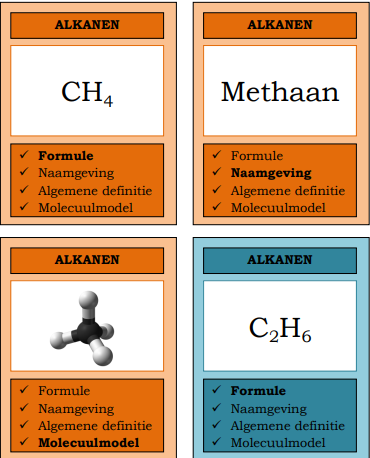 ALKANEN
CH₄
✓ Formule
✓ Naamgeving
✓ Algemene definitie
✓ Molecuulmodel
ALKANEN
Methaan
✓ Formule
✓ Naamgeving
✓ Algemene definitie
✓ Molecuulmodel
ALKANEN
✓ Formule
✓ Naamgeving
✓ Algemene definitie
✓ Molecuulmodel
ALKANEN
C₂H₆
✓ Formule
✓ Naamgeving
✓ Algemene definitie
✓ Molecuulmodel